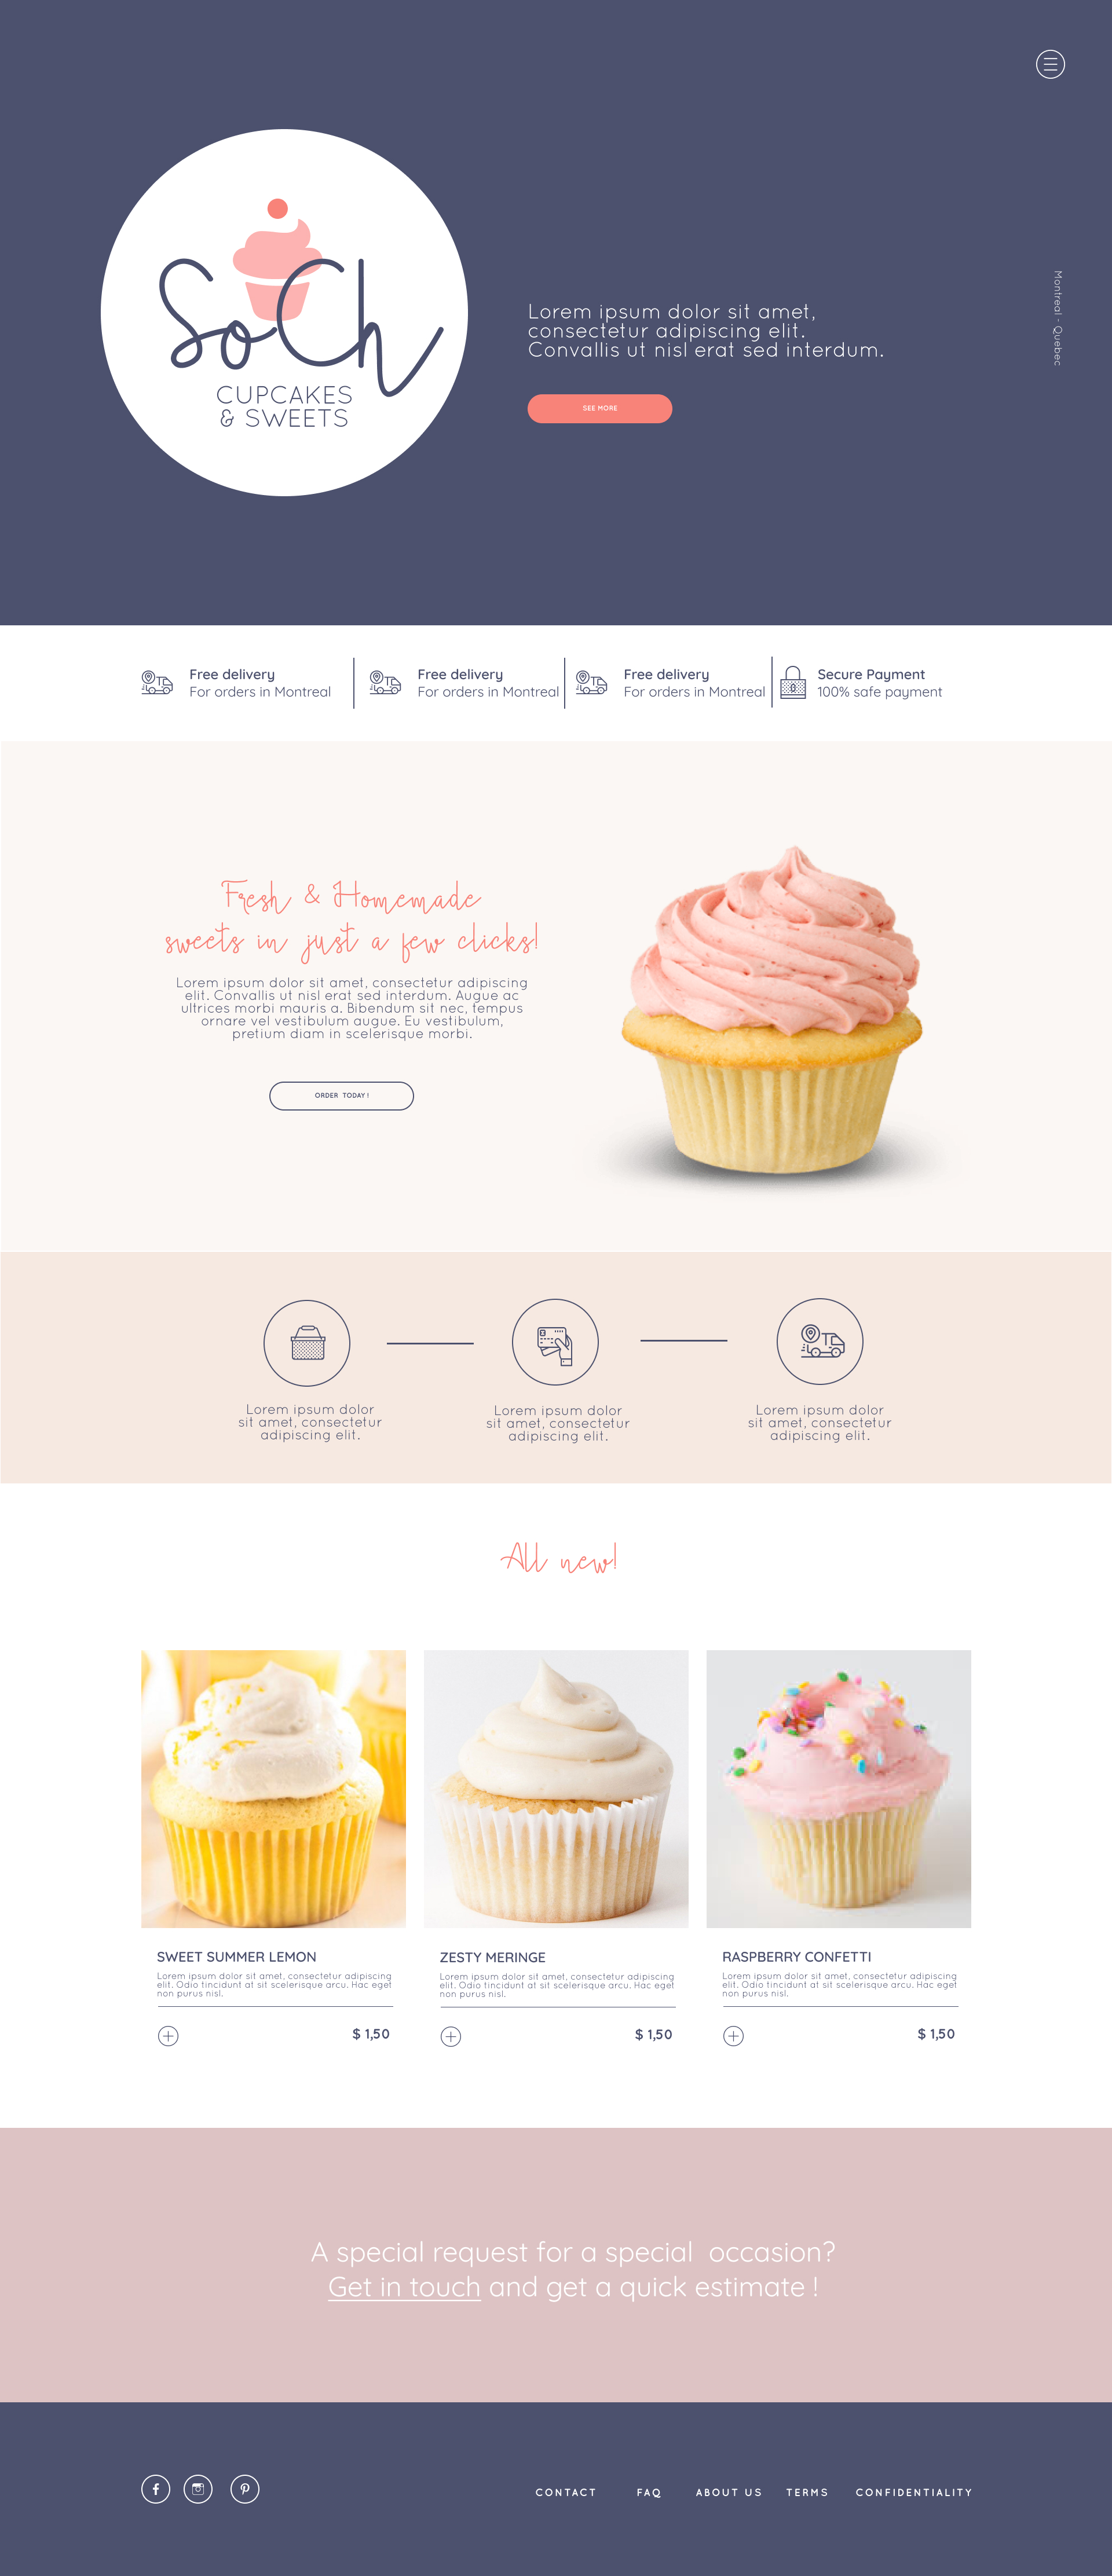 SoCh
CUPCAKES
& SWEETS
Lorem ipsum dolor sit amet,
consectetur adipiscing elit.
Convallis ut nisl erat sed interdum.
SEE MORE
Montreal - Quebec
Free delivery
For orders in Montreal
Free delivery
For orders in Montreal
Free delivery
For orders in Montreal
Secure Payment
100% safe payment
Fresh & Homemade
sweets in just a few clicks!
Lorem ipsum dolor sit amet, consectetur adipiscing
elit. Convallis ut nisl erat sed interdum. Augue ac
ultrices morbi mauris a. Bibendum sit nec, tempus
ornare vel vestibulum augue. Eu vestibulum,
pretium diam in scelerisque morbi.
ORDER TODAY !
Lorem ipsum dolor
sit amet, consectetur
adipiscing elit.
Lorem ipsum dolor
sit amet, consectetur
adipiscing elit.
Lorem ipsum dolor
sit amet, consectetur
adipiscing elit.
All new!
SWEET SUMMER LEMON
Lorem ipsum dolor sit amet, consectetur adipiscing
elit. Odio tincidunt at sit scelerisque arcu. Hac eget
non purus nisl.
$ 1,50
ZESTY MERINGE
Lorem ipsum dolor sit amet, consectetur adipiscing
elit. Odio tincidunt at sit scelerisque arcu. Hac eget
non purus nisl.
$ 1,50
RASPBERRY CONFETTI
Lorem ipsum dolor sit amet, consectetur adipiscing
elit. Odio tincidunt at sit scelerisque arcu. Hac eget
non purus nisl.
$ 1,50
A special request for a special occasion?
Get in touch and get a quick estimate !
CONTACT
FAQ
ABOUT US
TERMS
CONFIDENTIALITY